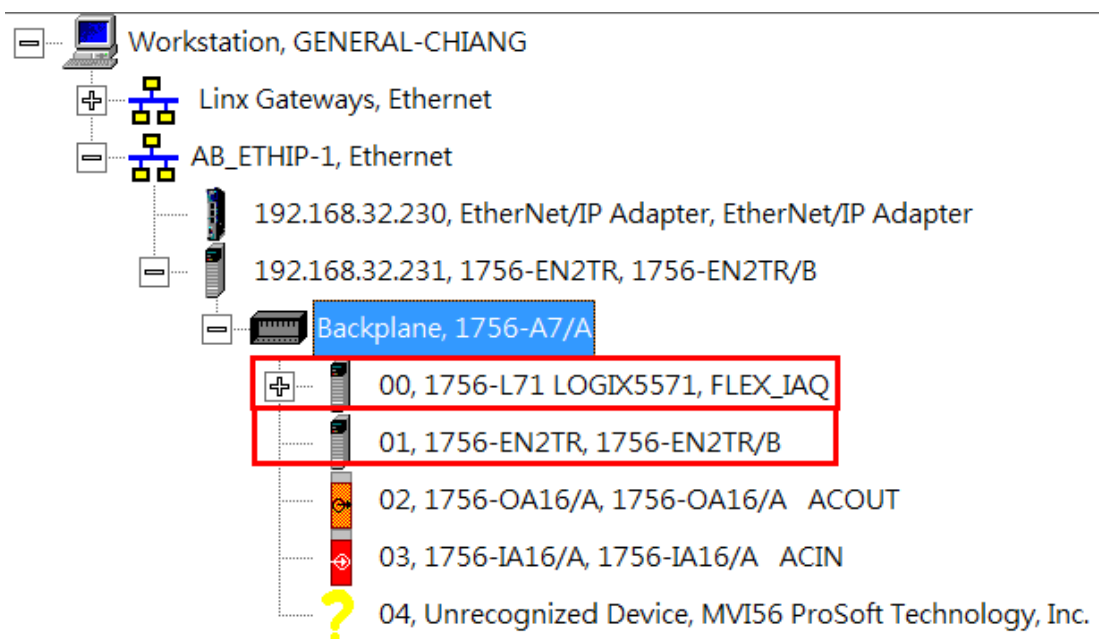 Workstation, GENERAL-CHIANG
Linx Gateways, Ethernet
AB_ETHIP-1, Ethernet
192.168.32.230, EtherNet/IP Adapter, EtherNet/IP Adapter
192.168.32.231, 1756-EN2TR, 1756-EN2TR/B
Backplane, 1756-A7/A
00, 1756-L71 LOGIX5571, FLEX_IAQ
01, 1756-EN2TR, 1756-EN2TR/B
02, 1756-OA16/A, 1756-OA16/A ACOUT
03, 1756-IA16/A, 1756-IA16/A ACIN
04, Unrecognized Device, MVI56 ProSoft Technology, Inc.